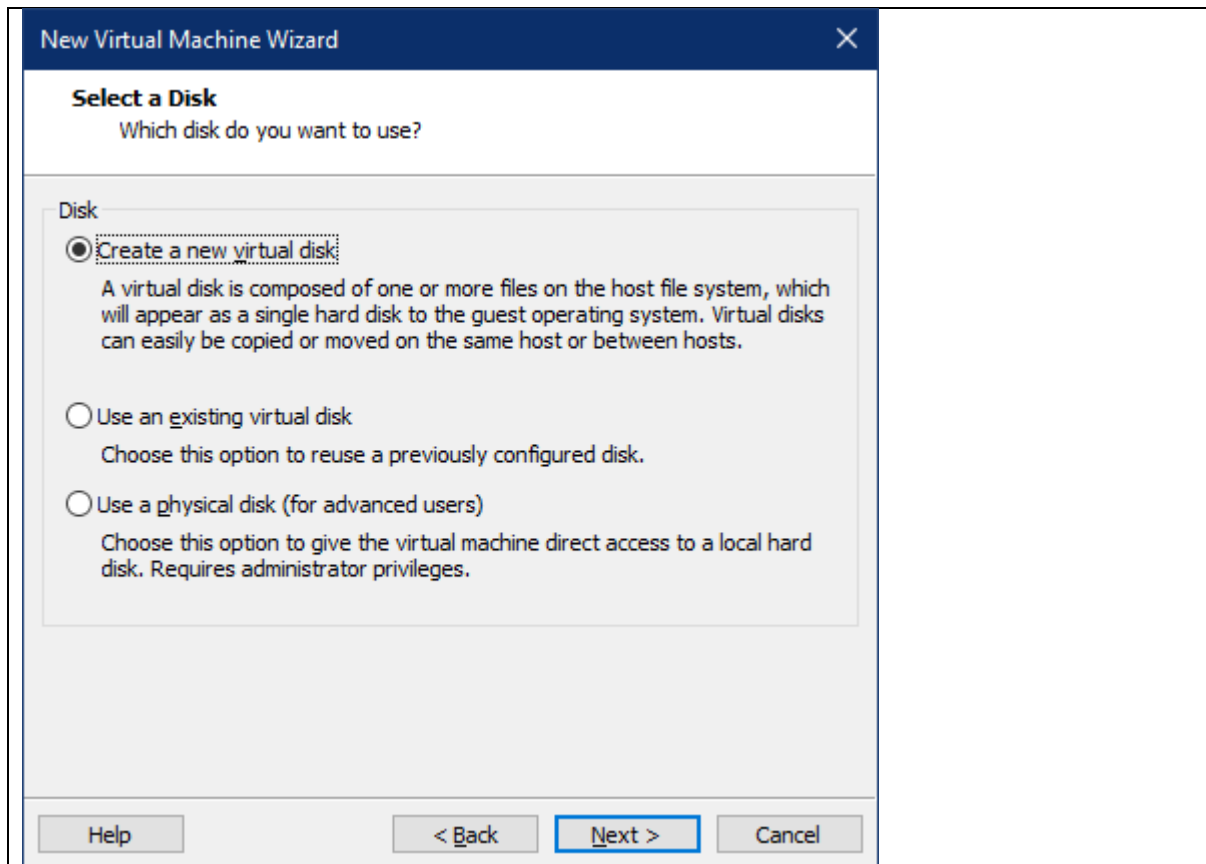 New Virtual Machine Wizard
Select a Disk
Which disk do you want to use?
Disk
Create a new virtual disk
A virtual disk is composed of one or more files on the host file system, which
will appear as a single hard disk to the guest operating system. Virtual disks
can easily be copied or moved on the same host or between hosts.
Use an existing virtual disk
Choose this option to reuse a previously configured disk.
Use a physical disk (for advanced users)
Choose this option to give the virtual machine direct access to a local hard
disk. Requires administrator privileges.
Help < Back Next > Cancel